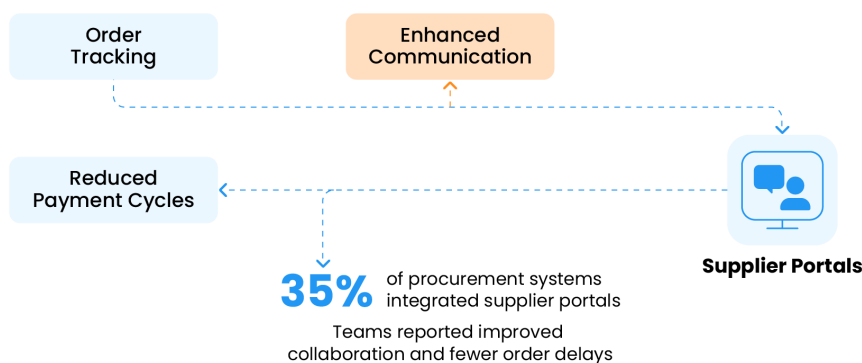 Order
Tracking
Enhanced
Communication
Reduced
Payment Cycles
Supplier Portals
35%
of procurement systems
integrated supplier portals
Teams reported improved
collaboration and fewer order delays